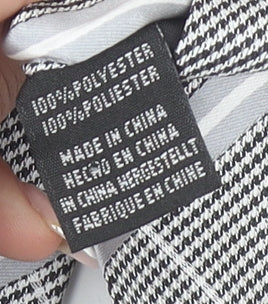 100%POLYESTER
100%POLIESTER
MADE IN CHINA
HECHO EN CHINA
IN CHINA HERGESTELLT
FABRIQUE EN CHINE